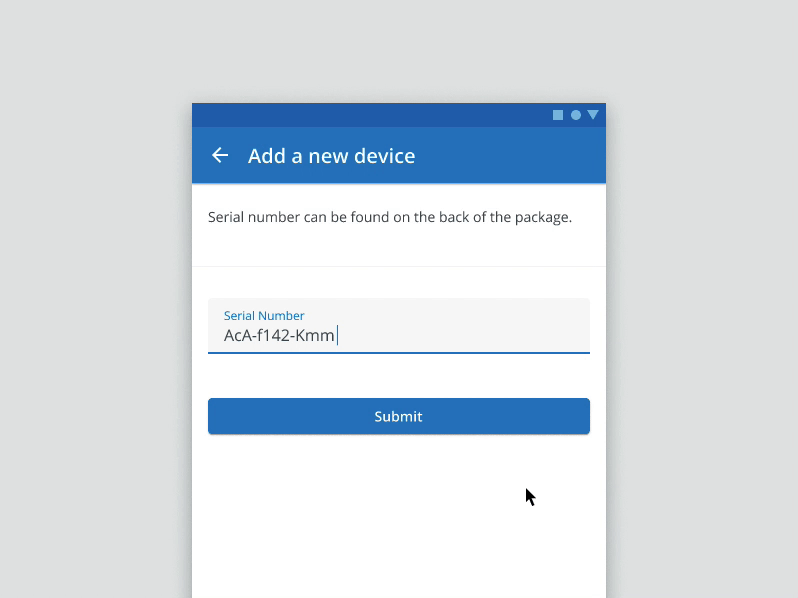 Add a new device
Serial number can be found on the back of the package.
Serial Number
AcA-f142-Kmm
Submit